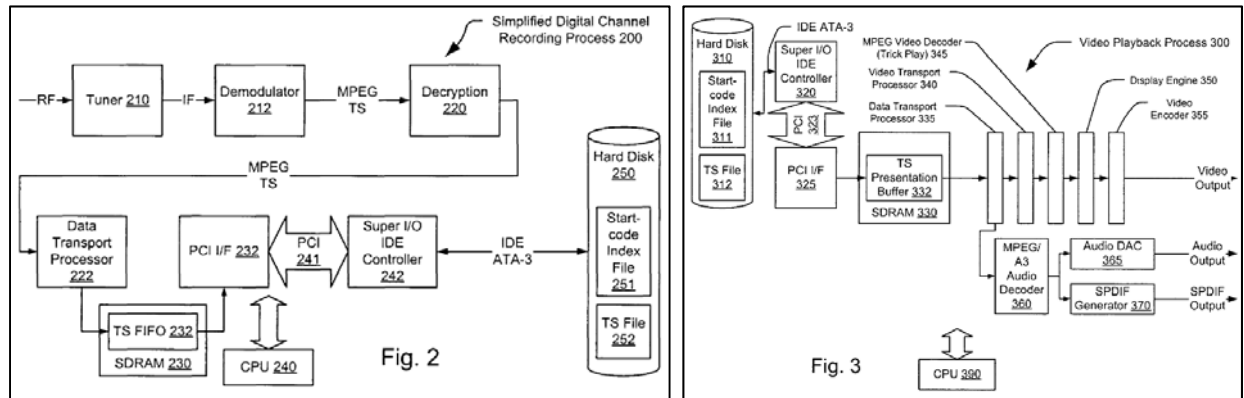 Simplified Digital Channel
Recording Process 200
RF
Tuner 210
IF
Demodulator
212
MPEG
TS
Decryption
220
MPEG
TS
Data
Transport
Processor
222
PCI I/F 232
PCI
241
Super I/O
IDE
Controller
242
IDE
ATA-3
Hard Disk
250
Start-
code
Index
File
251
TS File
252
TS FIFO 232
SDRAM 230
CPU 240
Fig. 2
IDE ATA-3
Hard Disk
310
Start-
code
Index
File
311
TS File
312
Super I/O
IDE
Controller
320
PCI
323
PCI I/F
325
MPEG Video Decoder
(Trick Play) 345
Video Transport
Processor 340
Data Transport
Processor 335
Video Playback Process 300
Display Engine 350
Video
Encoder 355
TS
Presentation
Buffer 332
SDRAM 330
Video
Output
MPEG/
A3
Audio
Decoder
360
Audio DAC
365
Audio
Output
SPDIF
Generator 370
SPDIF
Output
Fig. 3
CPU 390